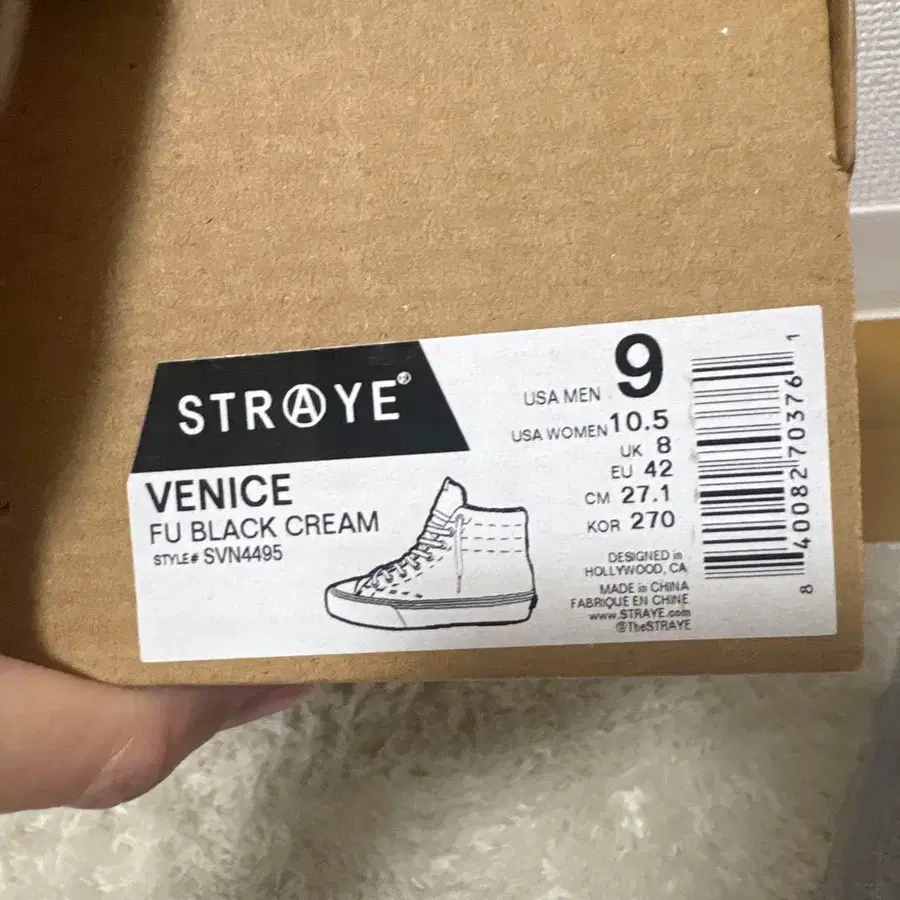 STRAYE®
VENICE
FU BLACK CREAM
STYLE# SVN4495
USA MEN 9
USA WOMEN 10.5
UK 8
EU 42
CM 27.1
KOR 270
DESIGNED in
HOLLYWOOD, CA
MADE in CHINA
FABRIQUE EN CHINE
www.STRAYE.com
@TheSTRAYE
8 40082 70376 1